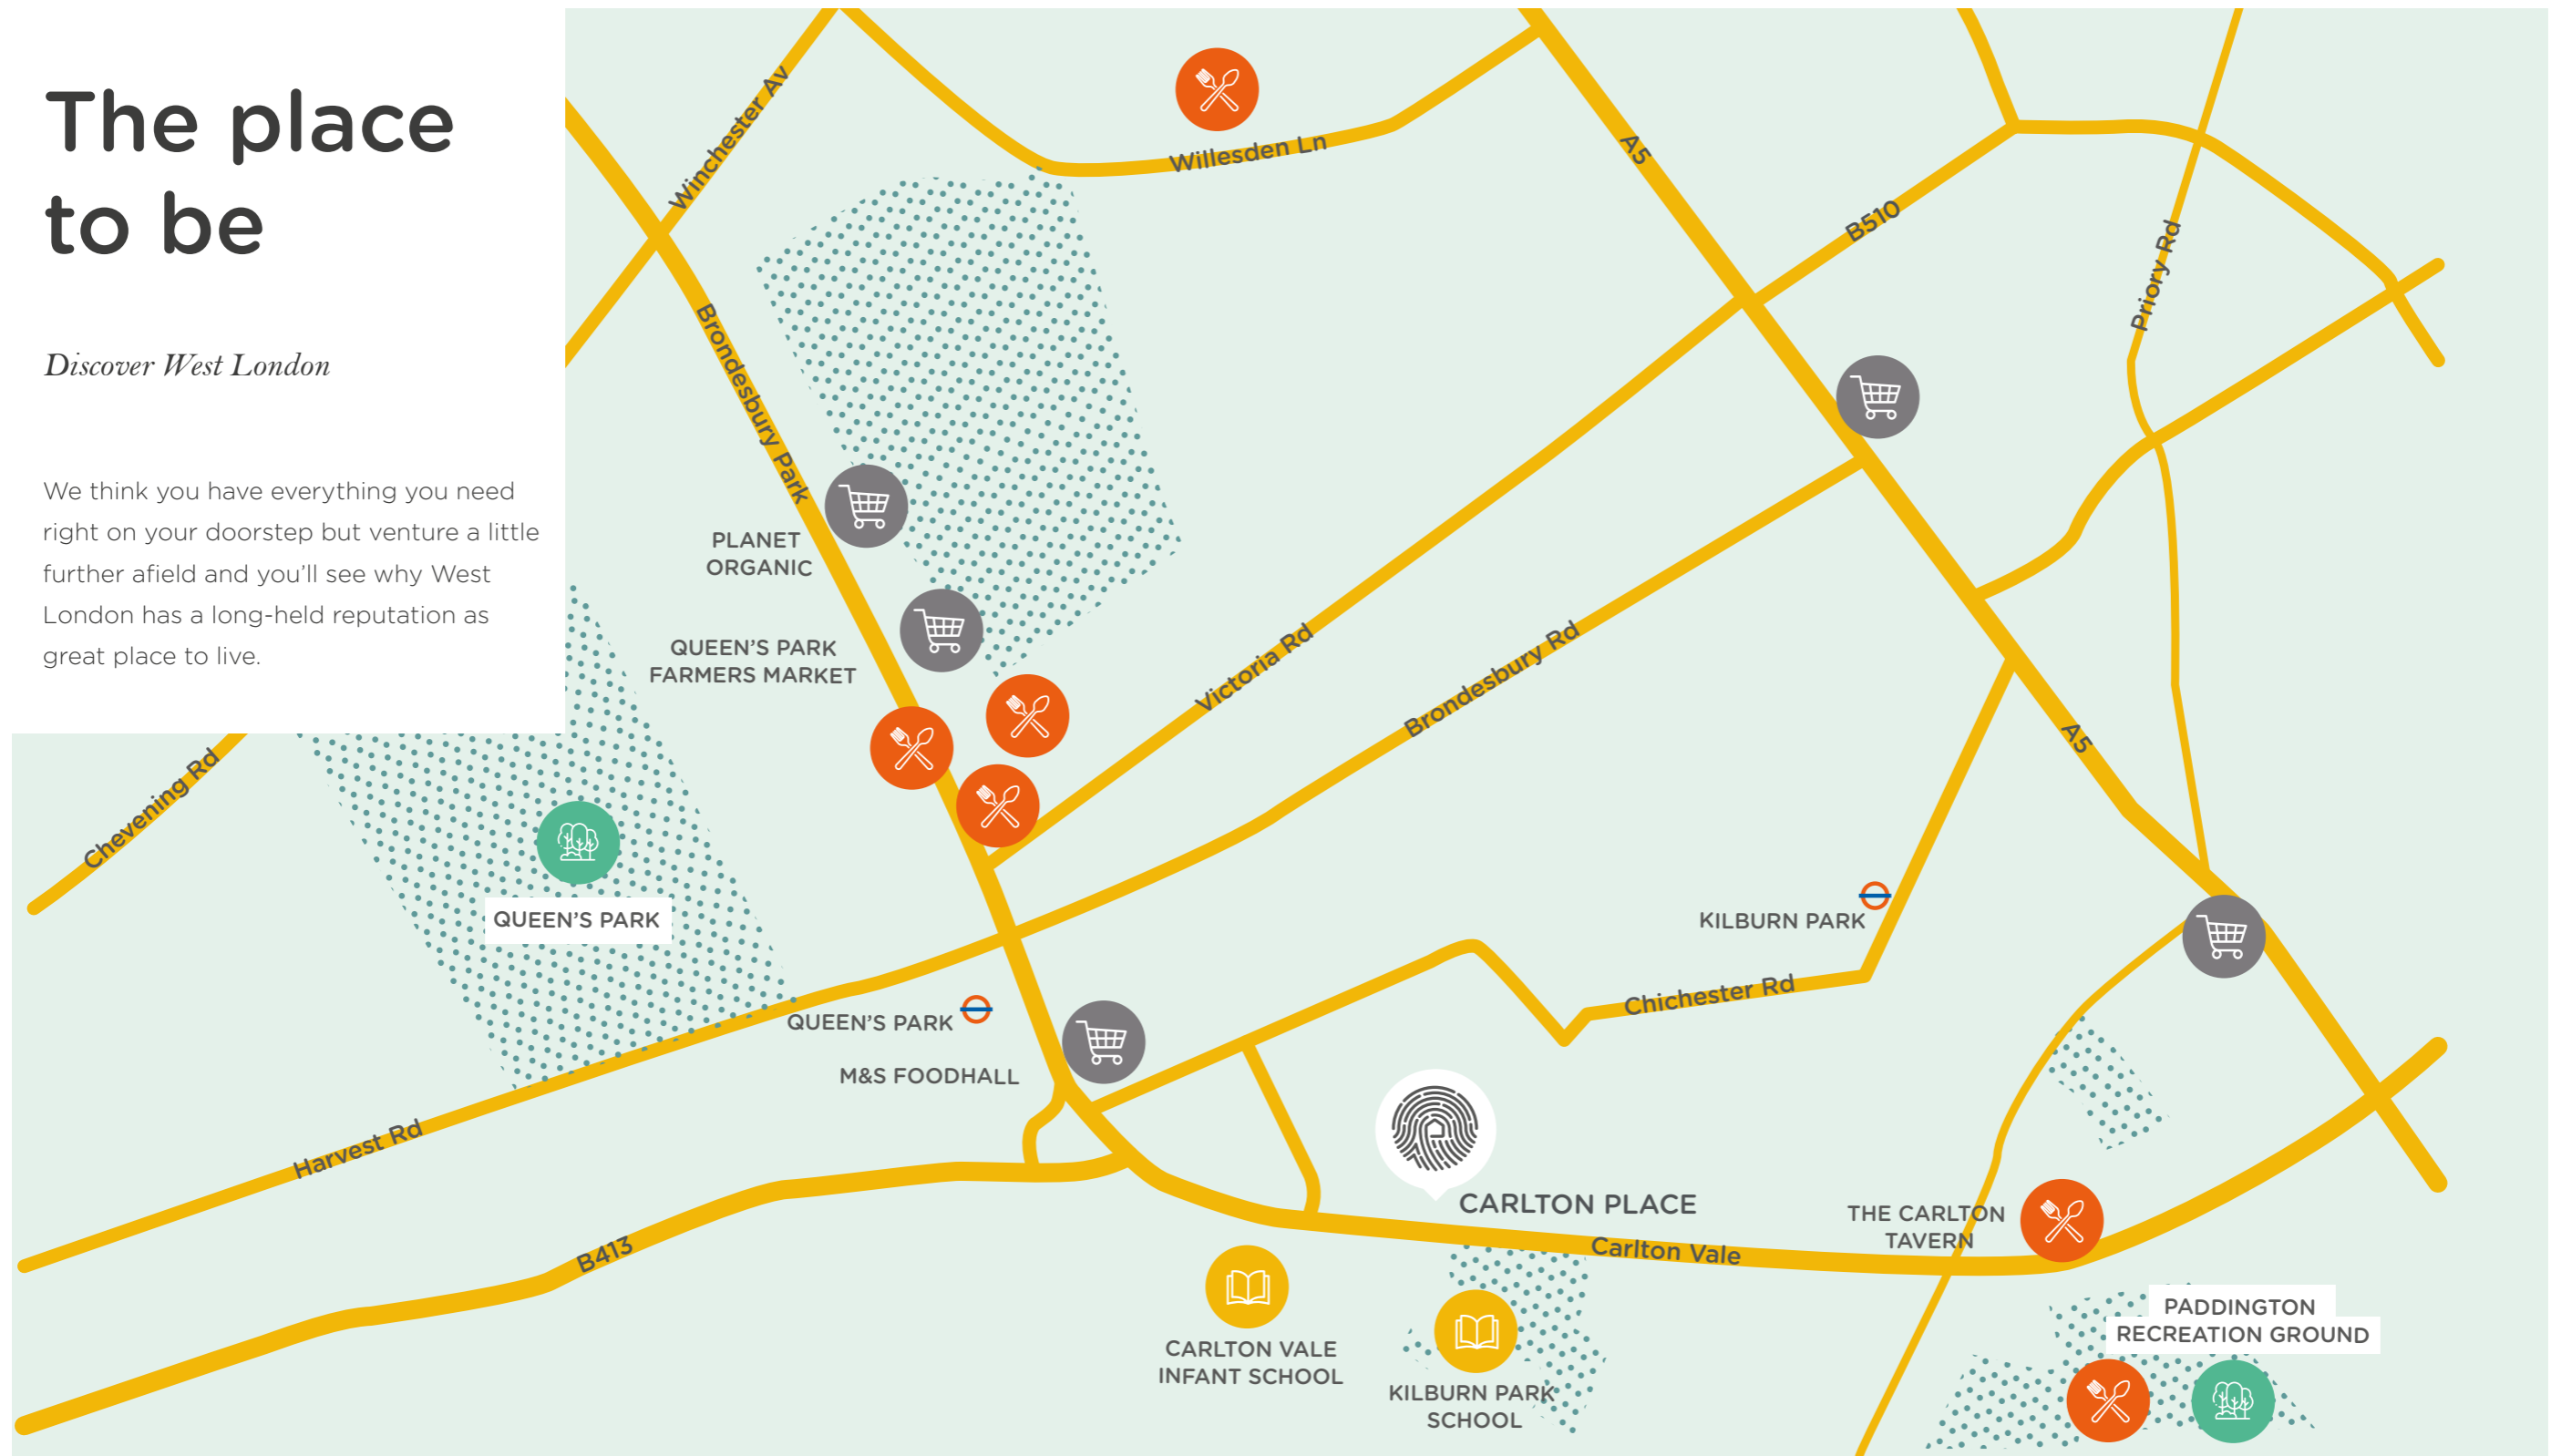 The place
to be
Discover West London
We think you have everything you need
right on your doorstep but venture a little
further afield and you’ll see why West
London has a long-held reputation as
great place to live.
Winchester Av
Willesden Ln
A5
B510
Priory Rd
Brondesbury Park
PLANET
ORGANIC
QUEEN’S PARK
FARMERS MARKET
Victoria Rd
Brondesbury Rd
A5
Chevening Rd
QUEEN’S PARK
KILBURN PARK
Chichester Rd
QUEEN’S PARK
M&S FOODHALL
Harvest Rd
B413
CARLTON PLACE
Carlton Vale
THE CARLTON
TAVERN
CARLTON VALE
INFANT SCHOOL
KILBURN PARK
SCHOOL
PADDINGTON
RECREATION GROUND